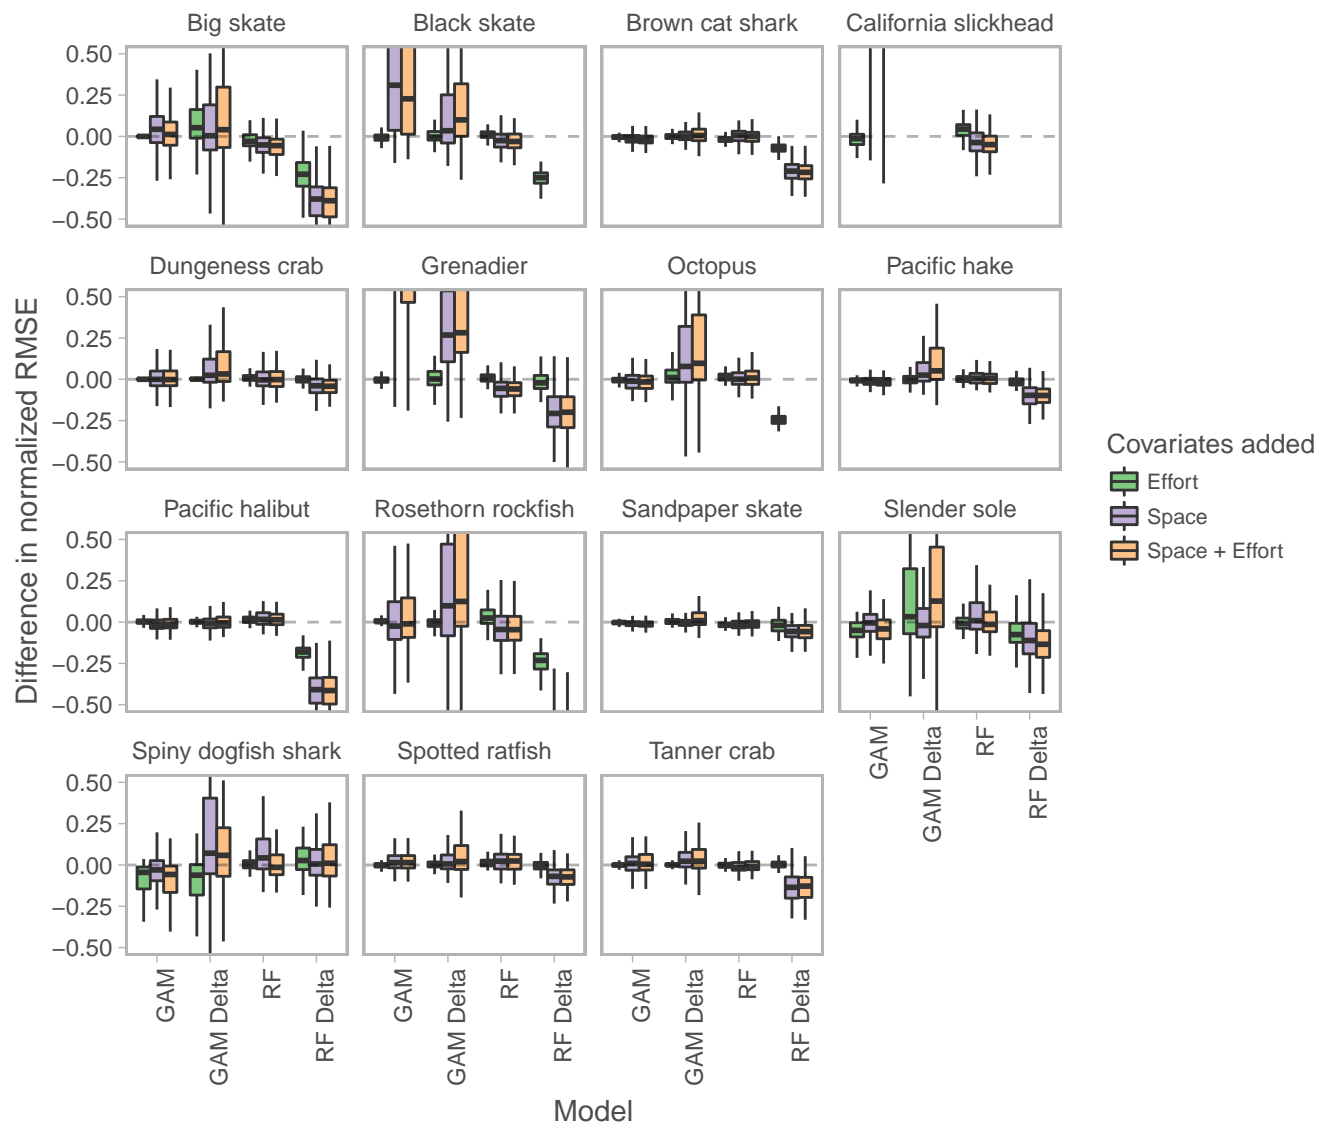 Big skate
Black skate
Brown cat shark
California slickhead
0.50
0.25
0.00
−0.25
−0.50
Dungeness crab
Grenadier
Octopus
Pacific hake
0.50
0.25
0.00
−0.25
−0.50
Pacific halibut
Rosethorn rockfish
Sandpaper skate
Slender sole
0.50
0.25
0.00
−0.25
−0.50
Spiny dogfish shark
Spotted ratfish
Tanner crab
0.50
0.25
0.00
−0.25
−0.50
GAM
GAM Delta
RF
RF Delta
GAM
GAM Delta
RF
RF Delta
GAM
GAM Delta
RF
RF Delta
GAM
GAM Delta
RF
RF Delta
Model
Difference in normalized RMSE
Covariates added
Effort
Space
Space + Effort